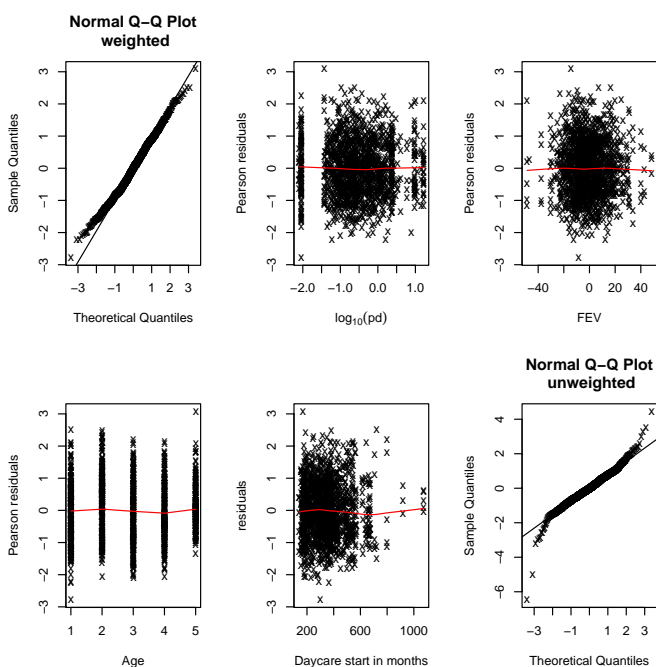 Normal Q-Q Plot
weighted
Sample Quantiles
3
2
1
0
−1
−2
−3
−3 −1 1 2 3
Theoretical Quantiles
Pearson residuals
3
2
1
0
−1
−2
−3
−2.0 −1.0 0.0 1.0
log₁₀(pd)
Pearson residuals
3
2
1
0
−1
−2
−3
−40 −20 0 20 40
FEV
Pearson residuals
3
2
1
0
−1
−2
−3
1 2 3 4 5
Age
residuals
3
2
1
0
−1
−2
−3
200 600 1000
Daycare start in months
Normal Q-Q Plot
unweighted
Sample Quantiles
4
2
0
−2
−4
−6
−3 −1 1 2 3
Theoretical Quantiles